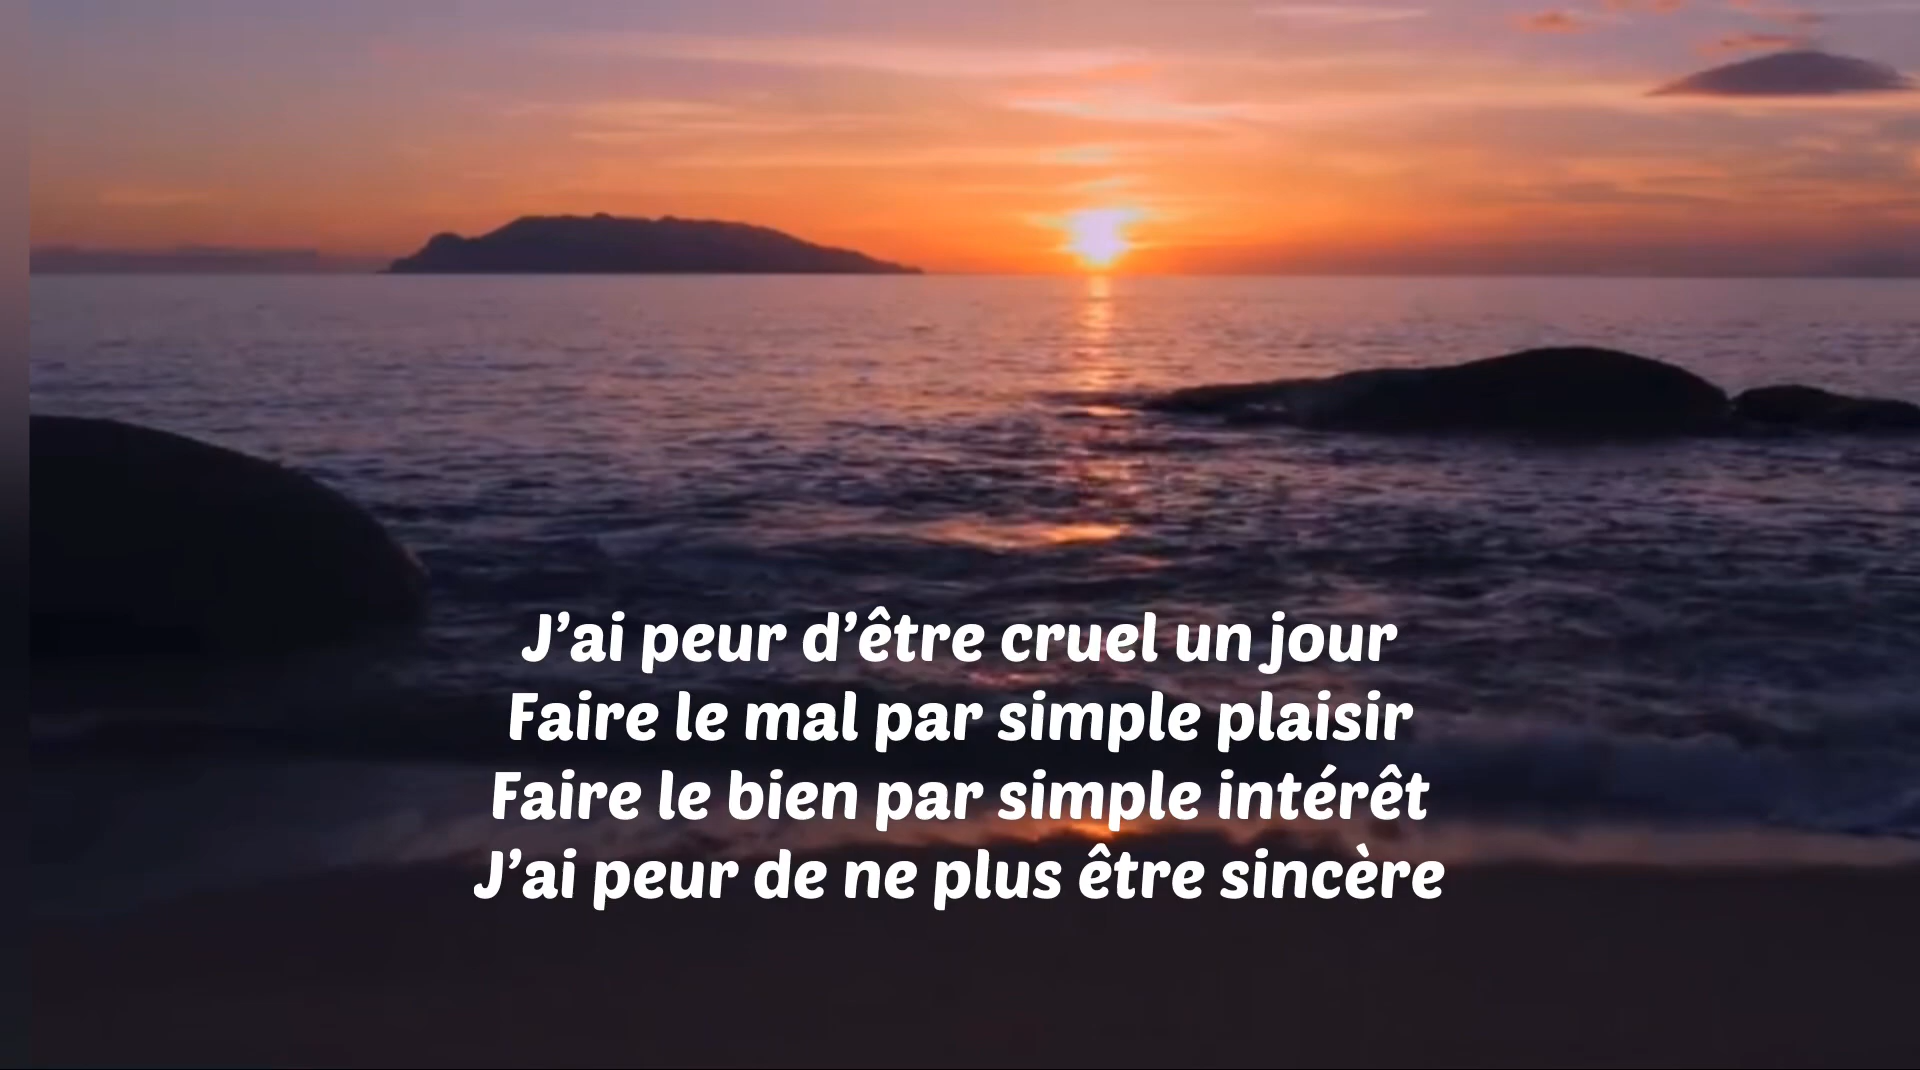 J’ai peur d’être cruel un jour
Faire le mal par simple plaisir
Faire le bien par simple intérêt
J’ai peur de ne plus être sincère